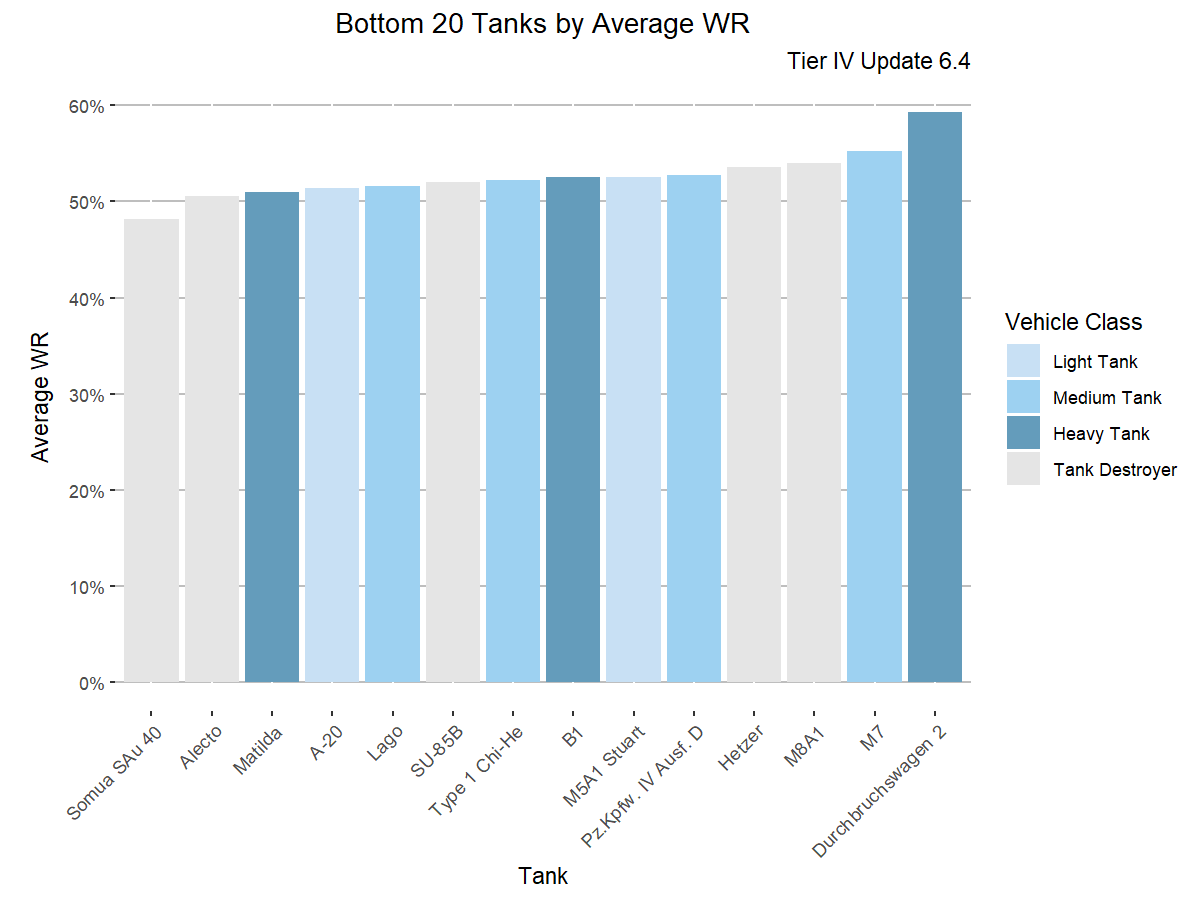 Bottom 20 Tanks by Average WR
Tier IV Update 6.4
60%
50%
40%
30%
20%
10%
0%
Average WR
Somua SAu 40
Alecto
Matilda
A-20
Lago
SU-85B
Type 1 Chi-He
B1
M5A1 Stuart
Pz.Kpfw. IV Ausf. D
Hetzer
M8A1
M7
Durchbruchswagen 2
Tank
Vehicle Class
Light Tank
Medium Tank
Heavy Tank
Tank Destroyer